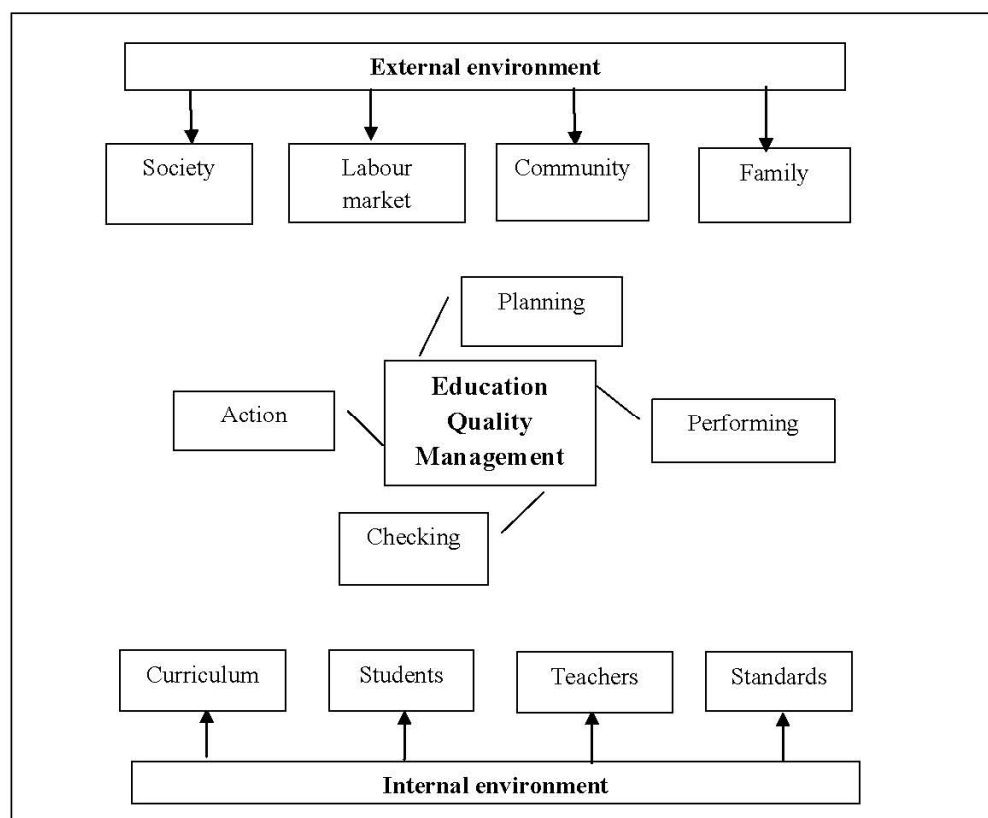 External environment
Society
Labour
market
Community
Family
Planning
Education
Quality
Management
Action
Performing
Checking
Curriculum
Students
Teachers
Standards
Internal environment